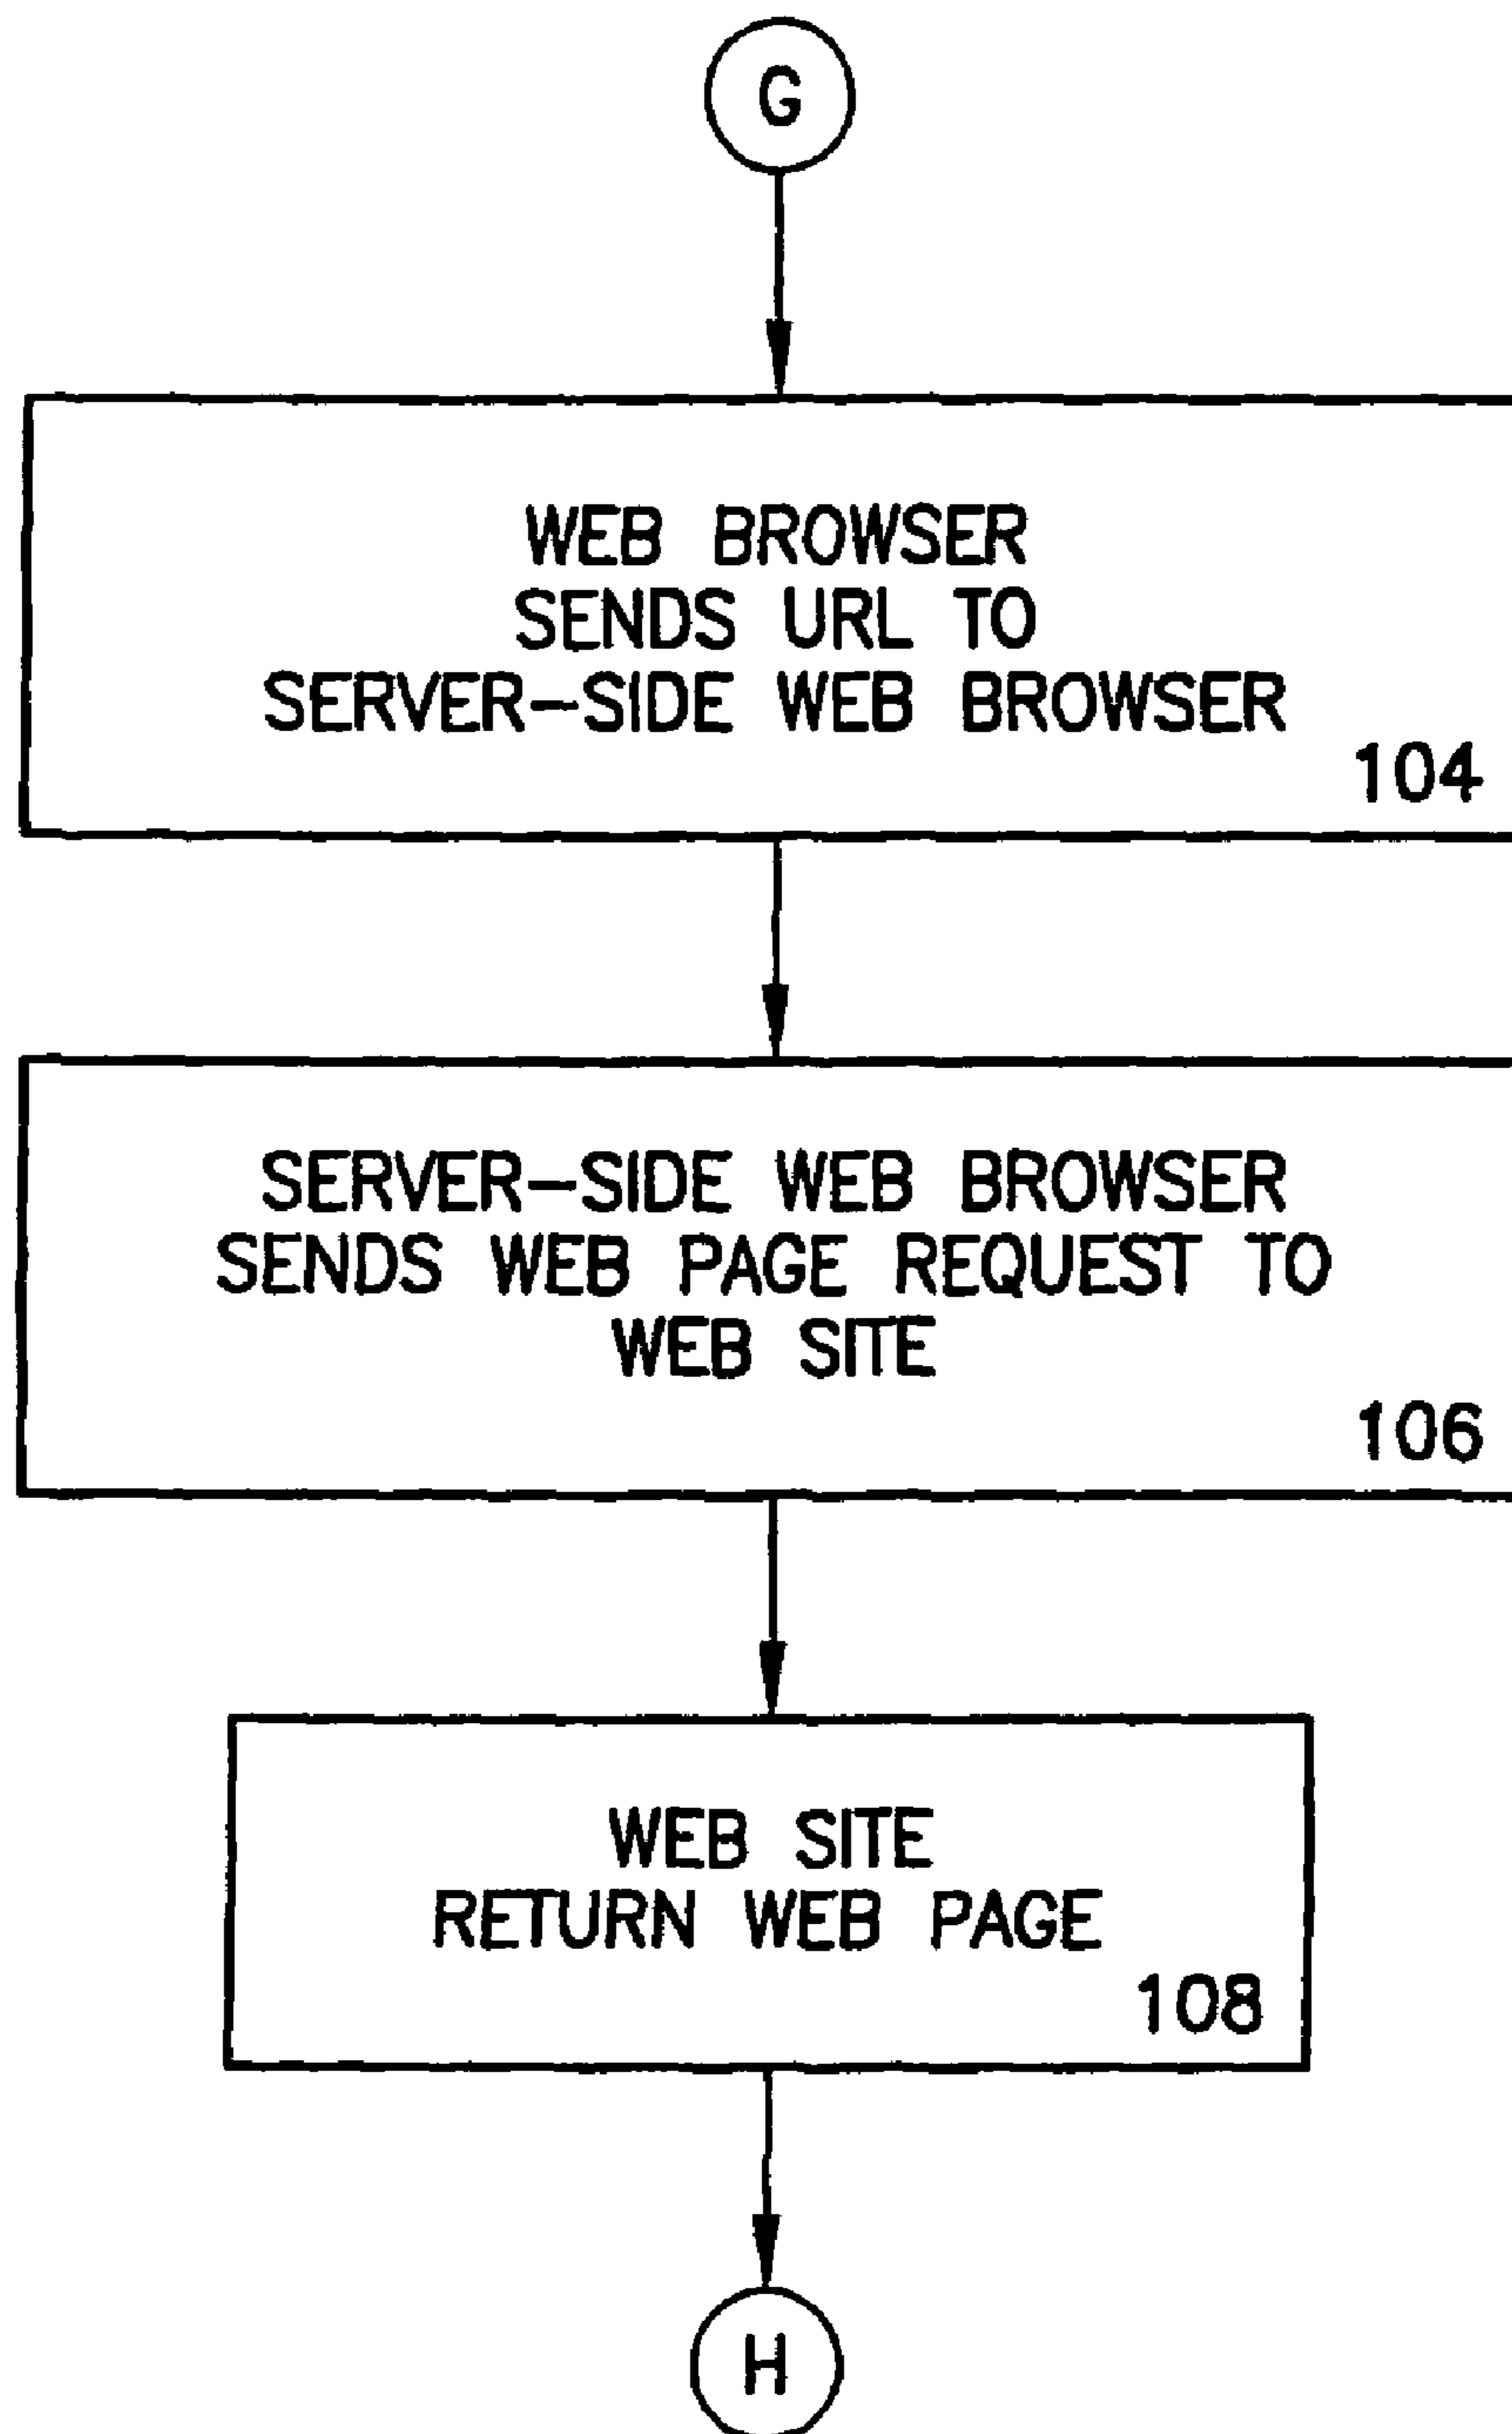 G
WEB BROWSER
SENDS URL TO
SERVER-SIDE WEB BROWSER
104
SERVER-SIDE WEB BROWSER
SENDS WEB PAGE REQUEST TO
WEB SITE
106
WEB SITE
RETURN WEB PAGE
108
H